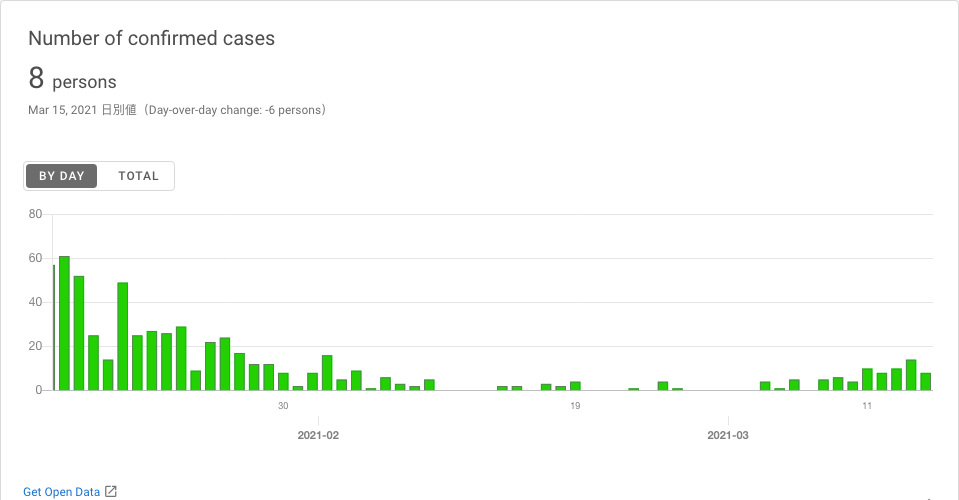 Number of confirmed cases
8 persons
Mar 15, 2021 日別値（Day-over-day change: -6 persons）
BY DAY TOTAL
80
60
40
20
0
30 19 11
2021-02 2021-03
Get Open Data